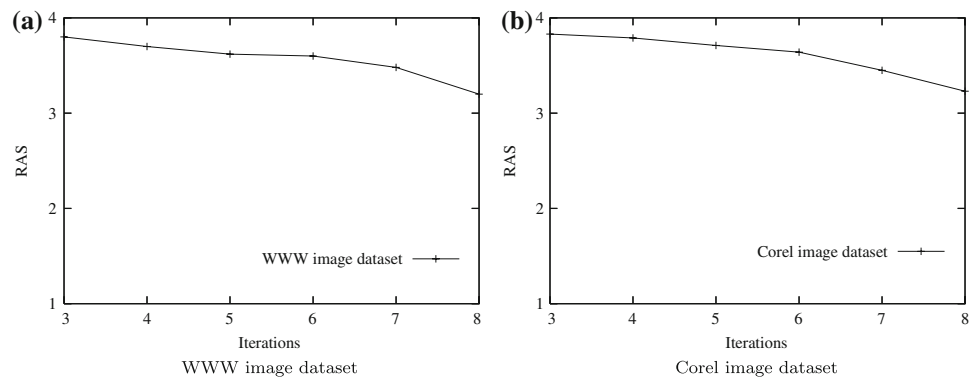 (a)
4
3
2
1
RAS
WWW image dataset
3 4 5 6 7 8
Iterations
WWW image dataset
(b)
4
3
2
1
RAS
Corel image dataset
3 4 5 6 7 8
Iterations
Corel image dataset